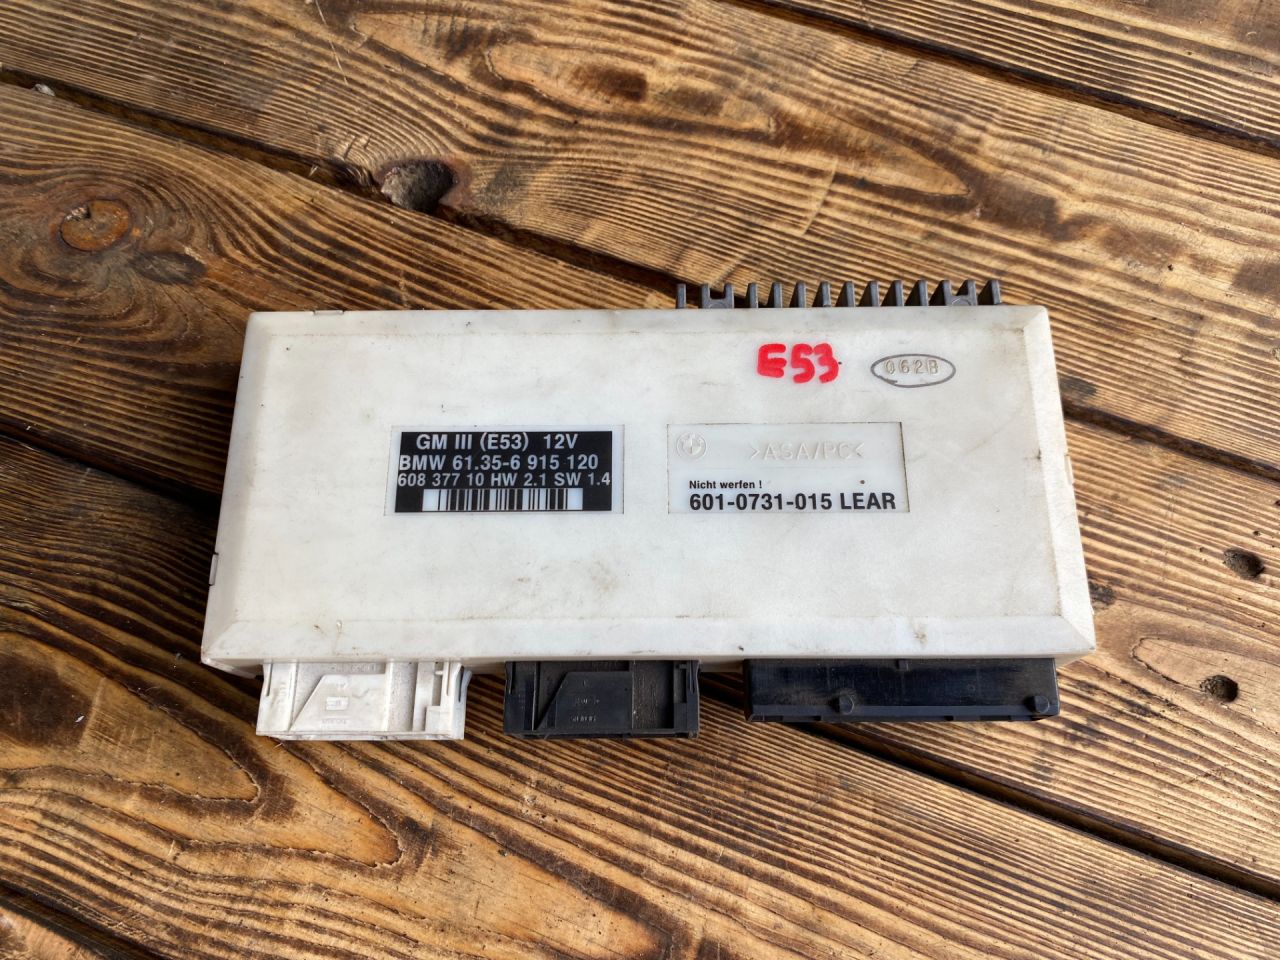 E53
062B
GM III (E53) 12V
BMW 61.35-6 915 120
608 377 10 HW 2.1 SW 1.4
>ASA/PC<
Nicht werfen !
601-0731-015 LEAR